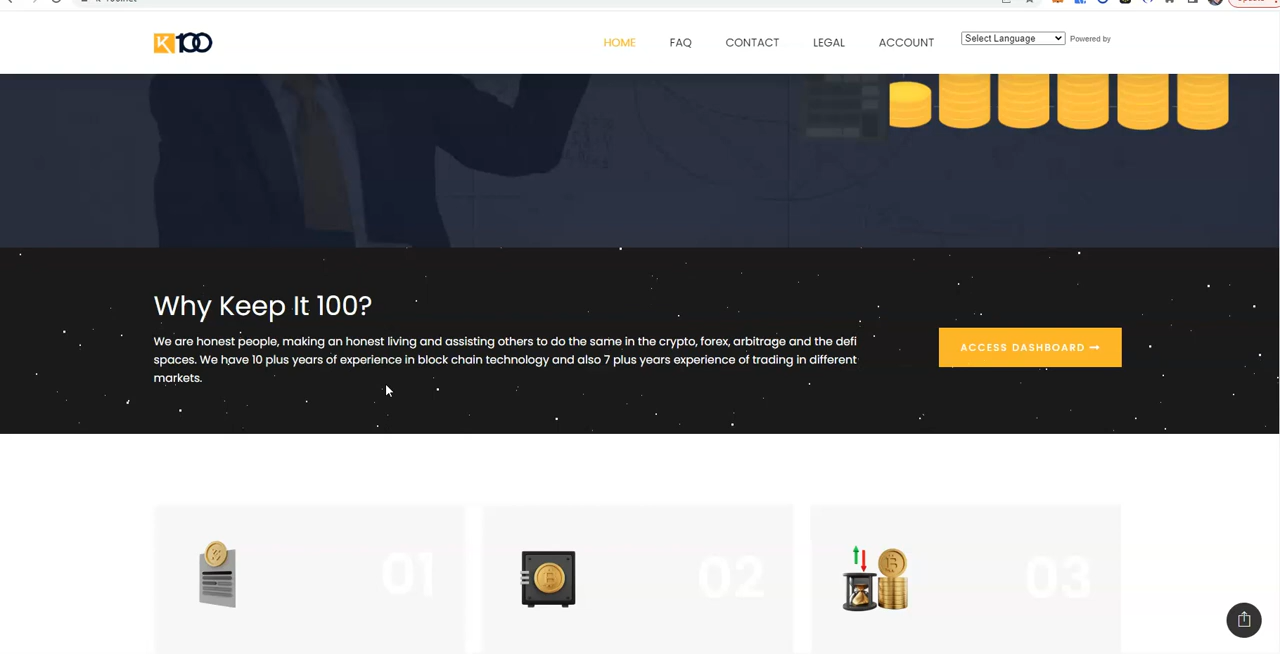 K100
HOME FAQ CONTACT LEGAL ACCOUNT Select Language Powered by
Why Keep It 100?
We are honest people, making an honest living and assisting others to do the same in the crypto, forex, arbitrage and the defi
spaces. We have 10 plus years of experience in block chain technology and also 7 plus years experience of trading in different
markets.
ACCESS DASHBOARD →
01
02
03